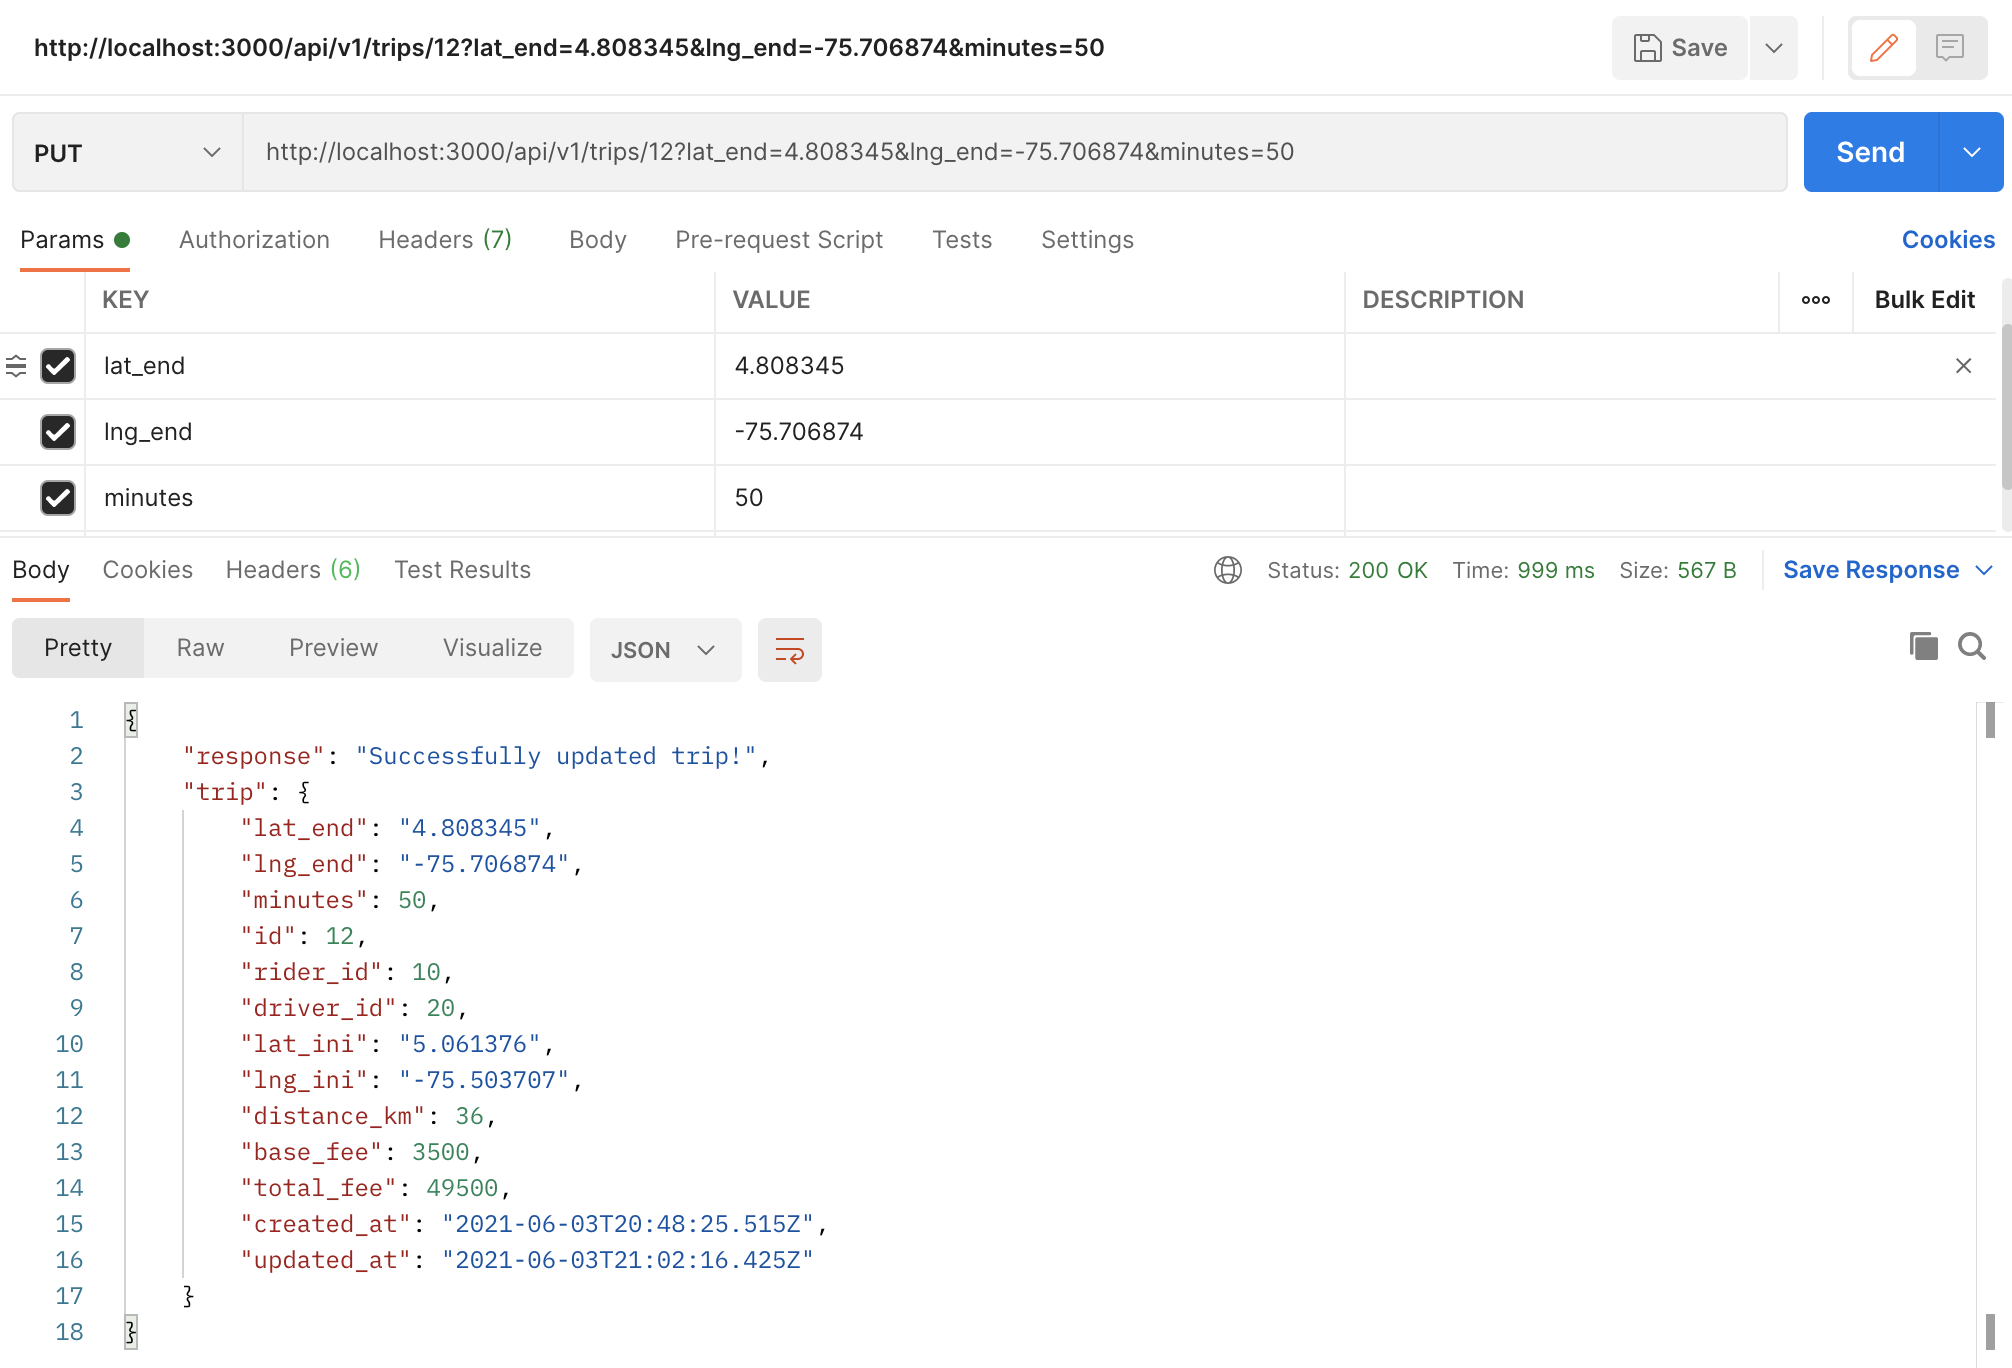 http://localhost:3000/api/v1/trips/12?lat_end=4.808345&lng_end=-75.706874&minutes=50 Save
PUT http://localhost:3000/api/v1/trips/12?lat_end=4.808345&lng_end=-75.706874&minutes=50 Send
Params Authorization Headers (7) Body Pre-request Script Tests Settings Cookies
KEY VALUE DESCRIPTION Bulk Edit
lat_end 4.808345
lng_end -75.706874
minutes 50
Body Cookies Headers (6) Test Results Status: 200 OK Time: 999 ms Size: 567 B Save Response
Pretty Raw Preview Visualize JSON
1 {
2 "response": "Successfully updated trip!",
3 "trip": {
4 "lat_end": "4.808345",
5 "lng_end": "-75.706874",
6 "minutes": 50,
7 "id": 12,
8 "rider_id": 10,
9 "driver_id": 20,
10 "lat_ini": "5.061376",
11 "lng_ini": "-75.503707",
12 "distance_km": 36,
13 "base_fee": 3500,
14 "total_fee": 49500,
15 "created_at": "2021-06-03T20:48:25.515Z",
16 "updated_at": "2021-06-03T21:02:16.425Z"
17 }
18 }